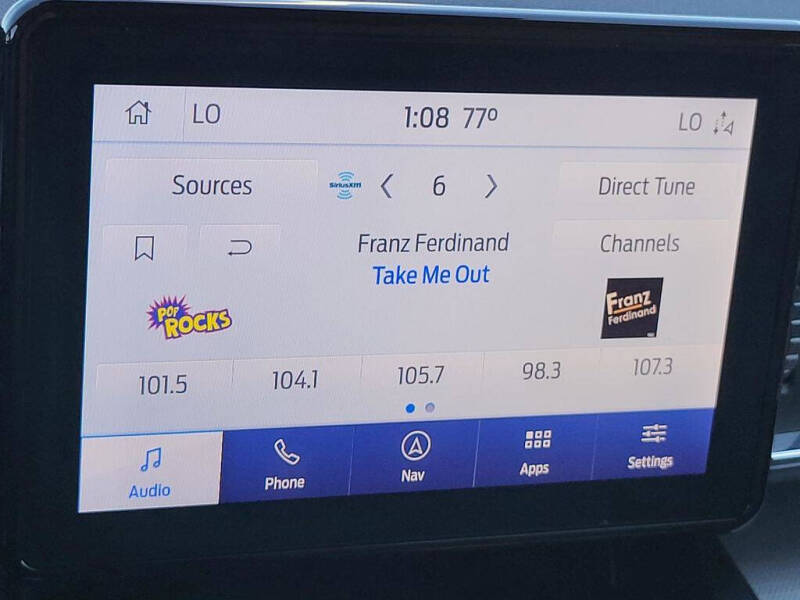 LO 1:08 77° LO
Sources SiriusXM 6 Direct Tune
Franz Ferdinand Channels
Take Me Out
POP
ROCKS
Franz
Ferdinand
101.5 104.1 105.7 98.3 107.3
Audio Phone Nav Apps Settings